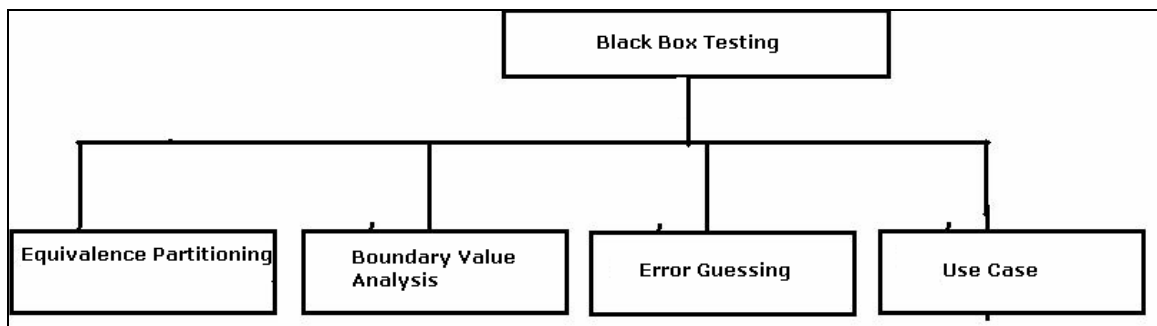 Black Box Testing
Equivalence Partitioning
Boundary Value
Analysis
Error Guessing
Use Case